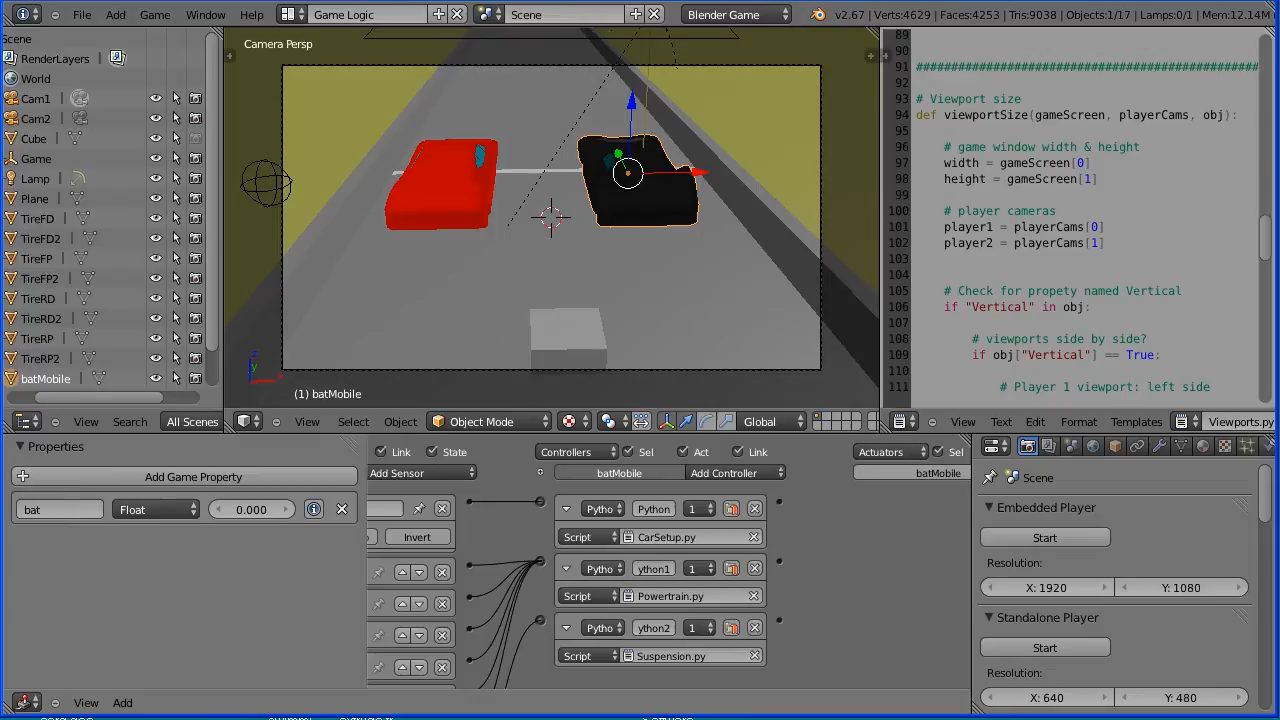 File Add Game Window Help Game Logic Scene Blender Game v2.67 | Verts:4629 | Faces:4253 | Tris:9038 | Objects:1/17 | Lamps:0/1 | Mem:12.14M
Scene
RenderLayers
World
Cam1
Cam2
Cube
Game
Lamp
Plane
TireFD
TireFD2
TireFP
TireFP2
TireRD
TireRD2
TireRP
TireRP2
batMobile
View Search All Scenes
Camera Persp
z
y
(1) batMobile
View Select Object Object Mode Global
89
90
91 ################################################
92
93 # Viewport size
94 def viewportSize(gameScreen, playerCams, obj):
95
96 # game window width & height
97 width = gameScreen[0]
98 height = gameScreen[1]
99
100 # player cameras
101 player1 = playerCams[0]
102 player2 = playerCams[1]
103
104
105 # Check for propety named Vertical
106 if "Vertical" in obj:
107
108 # viewports side by side?
109 if obj["Vertical"] == True:
110
111 # Player 1 viewport: left side
View Text Edit Format Templates Viewports.py
Properties
Add Game Property
bat Float 0.000
View Add
Link State Controllers Sel Act Link Actuators Sel
Add Sensor batMobile Add Controller batMobile
Pytho Python 1
Invert Script CarSetup.py
Pytho ython1 1
Script Powertrain.py
Pytho ython2 1
Script Suspension.py
Scene
Embedded Player
Start
Resolution:
X: 1920 Y: 1080
Standalone Player
Start
Resolution:
X: 640 Y: 480